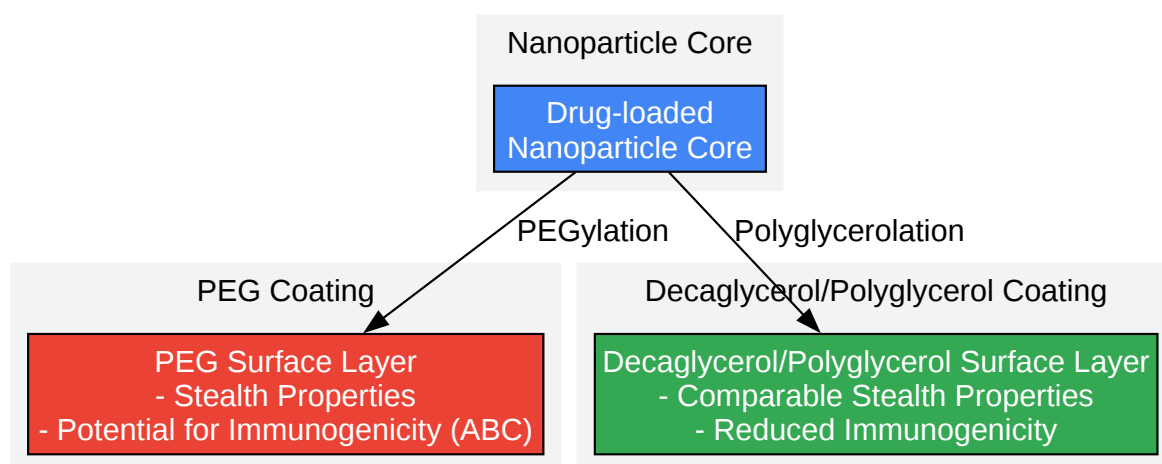 Nanoparticle Core
Drug-loaded
Nanoparticle Core
PEGylation
Polyglycerolation
PEG Coating
Decaglycerol/Polyglycerol Coating
PEG Surface Layer
- Stealth Properties
- Potential for Immunogenicity (ABC)
Decaglycerol/Polyglycerol Surface Layer
- Comparable Stealth Properties
- Reduced Immunogenicity